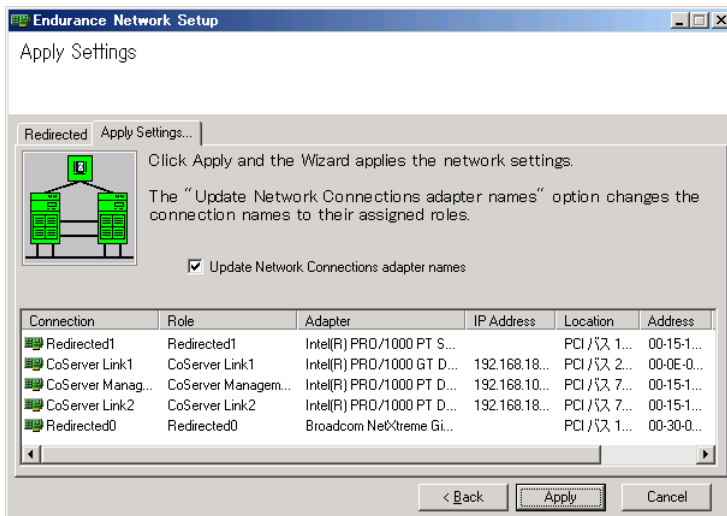 Endurance Network Setup
Apply Settings
Redirected Apply Settings...
Click Apply and the Wizard applies the network settings.
The "Update Network Connections adapter names" option changes the
connection names to their assigned roles.
Update Network Connections adapter names
Connection Role Adapter IP Address Location Address
Redirected1 Redirected1 Intel(R) PRO/1000 PT S... PCI バス 1... 00-15-1...
CoServer Link1 CoServer Link1 Intel(R) PRO/1000 GT D... 192.168.18... PCI バス 2... 00-0E-0...
CoServer Manag... CoServer Managem... Intel(R) PRO/1000 PT D... 192.168.10... PCI バス 7... 00-15-1...
CoServer Link2 CoServer Link2 Intel(R) PRO/1000 PT D... 192.168.18... PCI バス 7... 00-15-1...
Redirected0 Redirected0 Broadcom NetXtreme Gi... PCI バス 1... 00-30-0...
< Back Apply Cancel